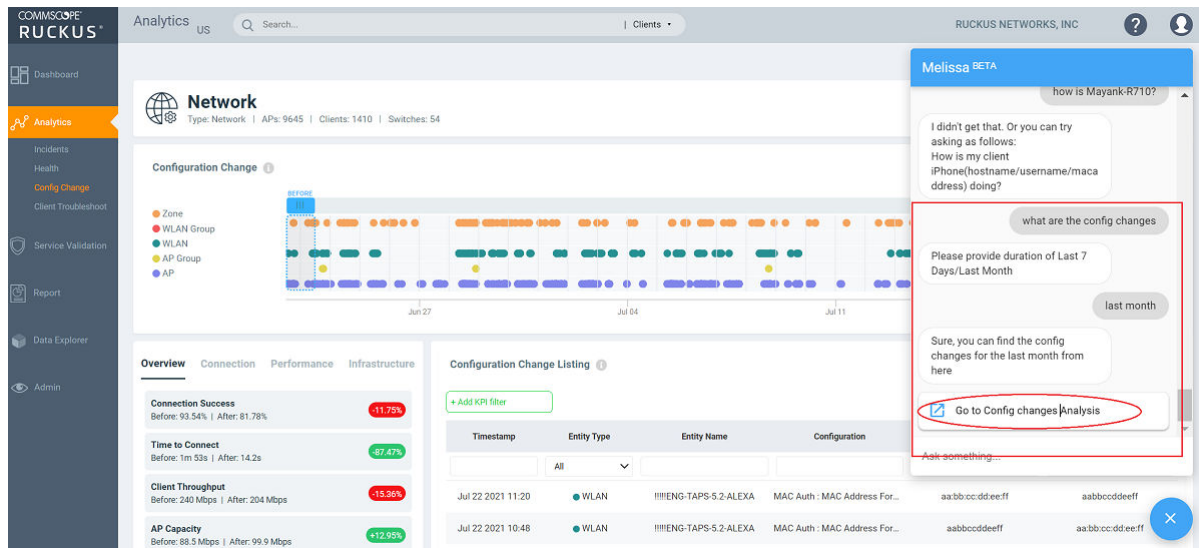 COMMSCOPE
RUCKUS
Analytics US
Search...
| Clients
RUCKUS NETWORKS, INC
?
Dashboard
Analytics
Incidents
Health
Config Change
Client Troubleshoot
Service Validation
Report
Data Explorer
Admin
Network
Type: Network | APs: 9645 | Clients: 1410 | Switches: 54
Configuration Change
BEFORE
Zone
WLAN Group
WLAN
AP Group
AP
Jun 27
Jul 04
Jul 11
Overview Connection Performance Infrastructure
Connection Success
Before: 93.54% | After: 81.78%
-11.75%
Time to Connect
Before: 1m 53s | After: 14.2s
-87.47%
Client Throughput
Before: 240 Mbps | After: 204 Mbps
-15.36%
AP Capacity
Before: 88.5 Mbps | After: 99.9 Mbps
+12.95%
Configuration Change Listing
+ Add KPI filter
Timestamp Entity Type Entity Name Configuration
All
Jul 22 2021 11:20 WLAN !!!!!ENG-TAPS-5.2-ALEXA MAC Auth : MAC Address For... aa:bb:cc:dd:ee:ff aabbccddeeff
Jul 22 2021 10:48 WLAN !!!!!ENG-TAPS-5.2-ALEXA MAC Auth : MAC Address For... aabbccddeeff aa:bb:cc:dd:ee:ff
Melissa BETA
how is Mayank-R710?
I didn't get that. Or you can try
asking as follows:
How is my client
iPhone(hostname/username/maca
ddress) doing?
what are the config changes
Please provide duration of Last 7
Days/Last Month
last month
Sure, you can find the config
changes for the last month from
here
Go to Config changes Analysis
Ask something...